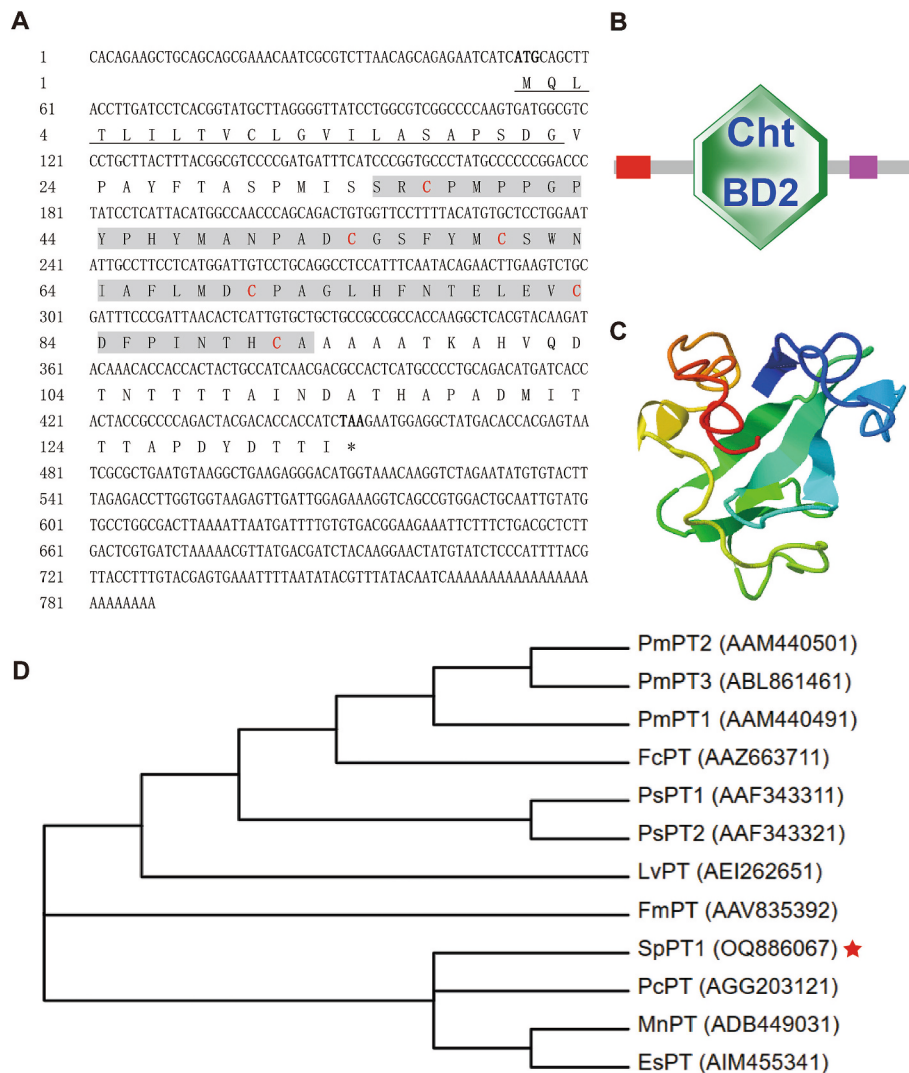 A
1 CACAGAAGCTGCAGCAGCGAAACAATCGCGTCTTAACAGCAGAGAATCATCATGCAGCTT
1 M Q L
61 ACCTTGATCCTCACGGTATGCTTAGGGGTTATCCTGGCGTCGGCCCCAAGTGATGGCGTC
4 T L I L T V C L G V I L A S A P S D G V
121 CCTGCTTACTTTACGGCGTCCCCGATGATTTCATCCCGGTGCCCTATGCCCCCCGGACCC
24 P A Y F T A S P M I S S R C P M P P G P
181 TATCCTCATTACATGGCCAACCCAGCAGACTGTGGTTCCTTTTACATGTGCTCCTGGAAT
44 Y P H Y M A N P A D C G S F Y M C S W N
241 ATTGCCTTCCTCATGGATTGTCCTGCAGGCCTCCATTTCAATACAGAACTTGAAGTCTGC
64 I A F L M D C P A G L H F N T E L E V C
301 GATTTCCCGATTAACACTCATTGTGCTGCTGCCGCCGCCACCAAGGCTCACGTACAAGAT
84 D F P I N T H C A A A A T K A H V Q D
361 ACAAACACCACCACTACTGCCATCAACGACGCCACTCATGCCCCTGCAGACATGATCACC
104 T N T T T T A I N D A T H A P A D M I T
421 ACTACCGCCCCAGACTACGACACCACCATCTAAGAATGGAGGCTATGACACCACGAGTAA
124 T T A P D Y D T T I *
481 TCGCGCTGAATGTAAGGCTGAAGAGGGACATGGTAAACAAGGTCTAGAATATGTGTACTT
541 TAGAGACCTTGGTGGTAAGAGTTGATTGGAGAAAGGTCAGCCGTGGACTGCAATTGTATG
601 TGCCTGGCGACTTAAAATTAATGATTTTGTGTGACGGAAGAAATTCTTTCTGACGCTCTT
661 GACTCGTGATCTAAAAACGTTATGACGATCTACAAGGAACTATGTATCTCCCATTTTACG
721 TTACCTTTGTACGAGTGAAATTTTAATATACGTTTATACAATCAAAAAAAAAAAAAAAAA
781 AAAAAAAA
B
Cht
BD2
C
D
PmPT2 (AAM440501)
PmPT3 (ABL861461)
PmPT1 (AAM440491)
FcPT (AAZ663711)
PsPT1 (AAF343311)
PsPT2 (AAF343321)
LvPT (AEI262651)
FmPT (AAV835392)
SpPT1 (OQ886067)
PcPT (AGG203121)
MnPT (ADB449031)
EsPT (AIM455341)